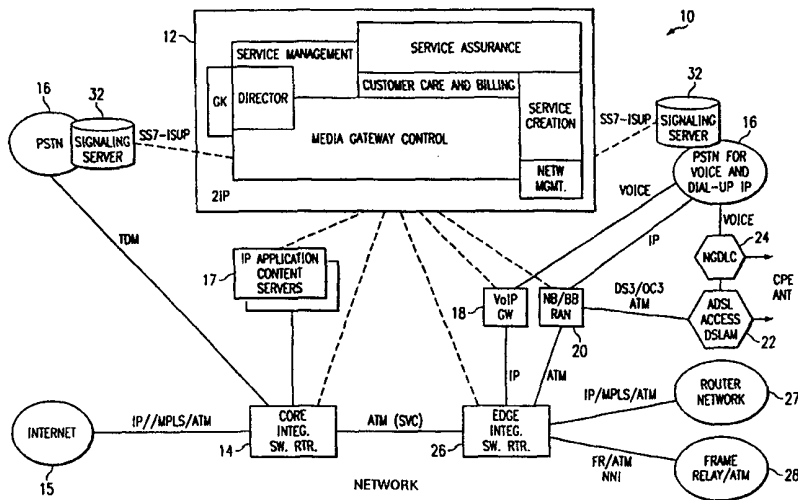 10
12
SERVICE MANAGEMENT
SERVICE ASSURANCE
GK
DIRECTOR
CUSTOMER CARE AND BILLING
SERVICE
CREATION
MEDIA GATEWAY CONTROL
NETW
MGMT.
2iP
16
32
PSTN
SIGNALING
SERVER
SS7-ISUP
SS7-ISUP
32
SIGNALING
SERVER
16
PSTN FOR
VOICE AND
DIAL-UP IP
VOICE
IP
VOICE
24
NGDLC
CPE
ANT
TDM
17
IP APPLICATION
CONTENT
SERVERS
18
VoIP
GW
NB/BB
RAN
20
DS3/OC3
ATM
ADSL
ACCESS
DSLAM
22
IP
ATM
INTERNET
15
IP//MPLS/ATM
CORE
INTEG.
SW. RTR.
14
ATM (SVC)
EDGE
INTEG.
SW. RTR.
26
IP/MPLS/ATM
ROUTER
NETWORK
27
FR/ATM
NNI
FRAME
RELAY/ATM
28
NETWORK